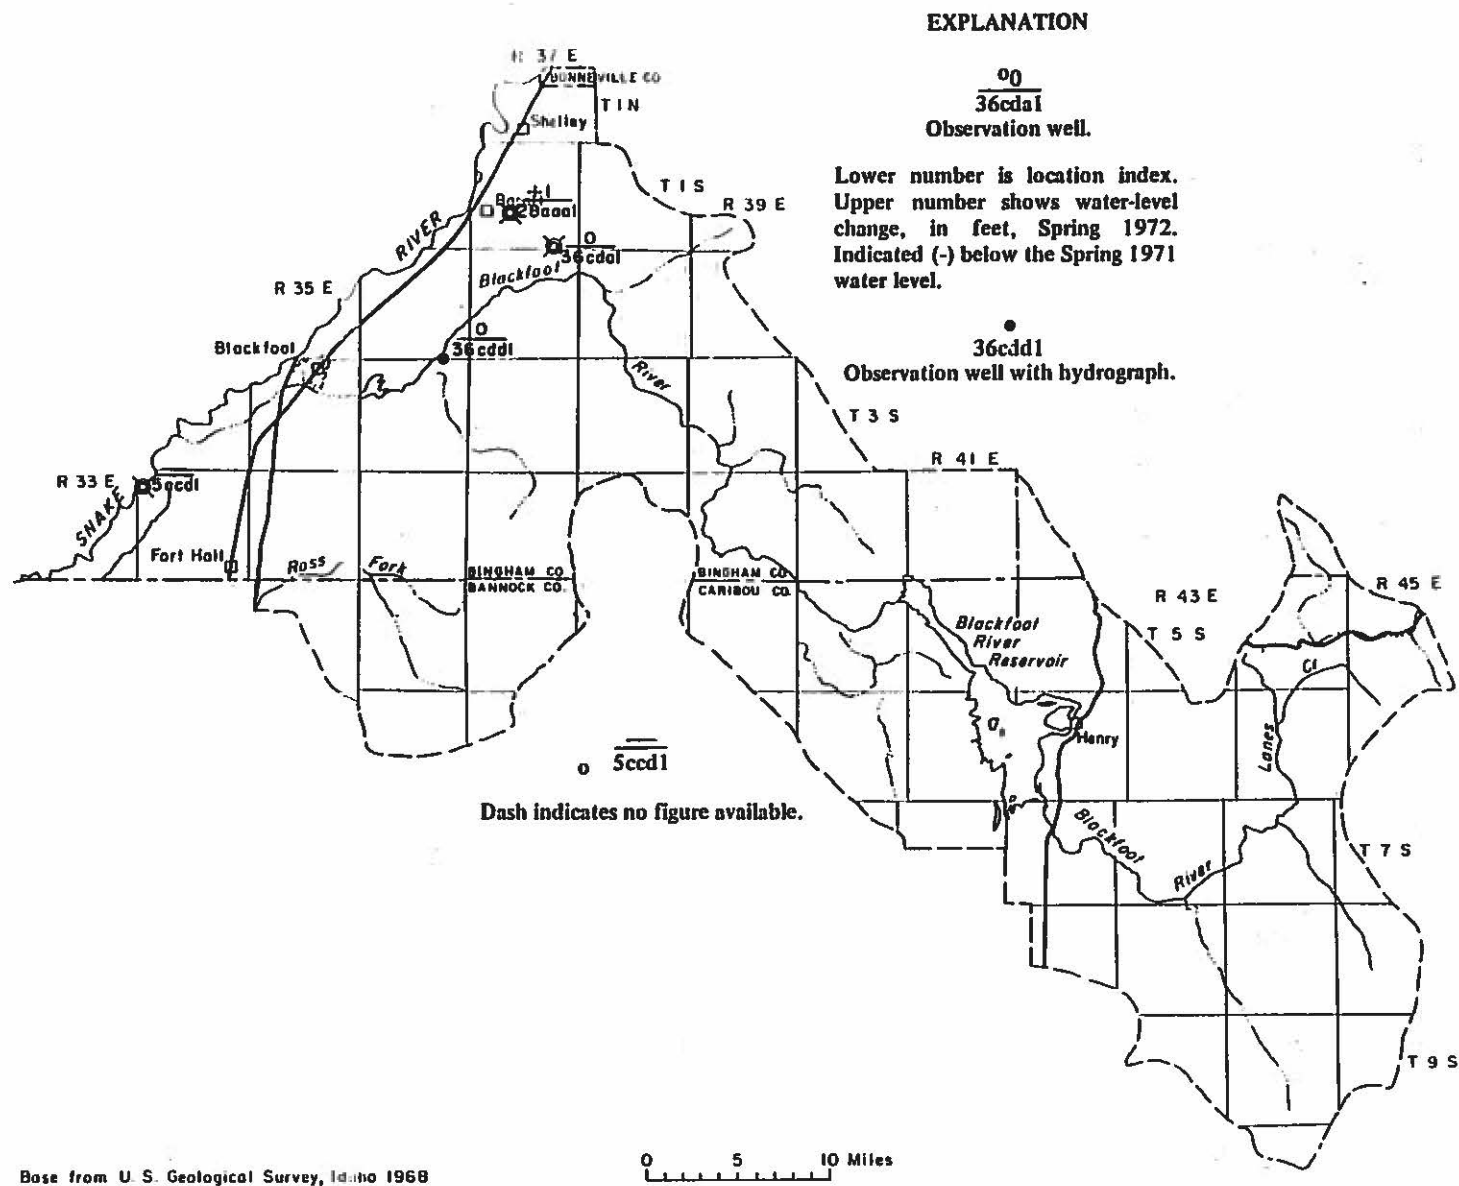 EXPLANATION
o0
36cda1
Observation well.
Lower number is location index.
Upper number shows water-level
change, in feet, Spring 1972.
Indicated (-) below the Spring 1971
water level.
36cdd1
Observation well with hydrograph.
R 37 E
BONNEVILLE CO
T 1 N
Shelley
T 1 S
R 39 E
+1
28aaa1
0
36cda1
RIVER
Blackfoot
R 35 E
0
36cdd1
Blackfoot
River
T 3 S
R 41 E
R 33 E
5ccd1
SNAKE
Fort Hall
Ross Fork
BINGHAM CO.
BANNOCK CO.
BINGHAM CO.
CARIBOU CO.
R 45 E
R 43 E
T 5 S
Blackfoot
River
Reservoir
Cr
Lanes
Henry
—
o 5ccd1
Dash indicates no figure available.
Blackfoot
River
T 7 S
T 9 S
0 5 10 Miles
Base from U. S. Geological Survey, Idaho 1968